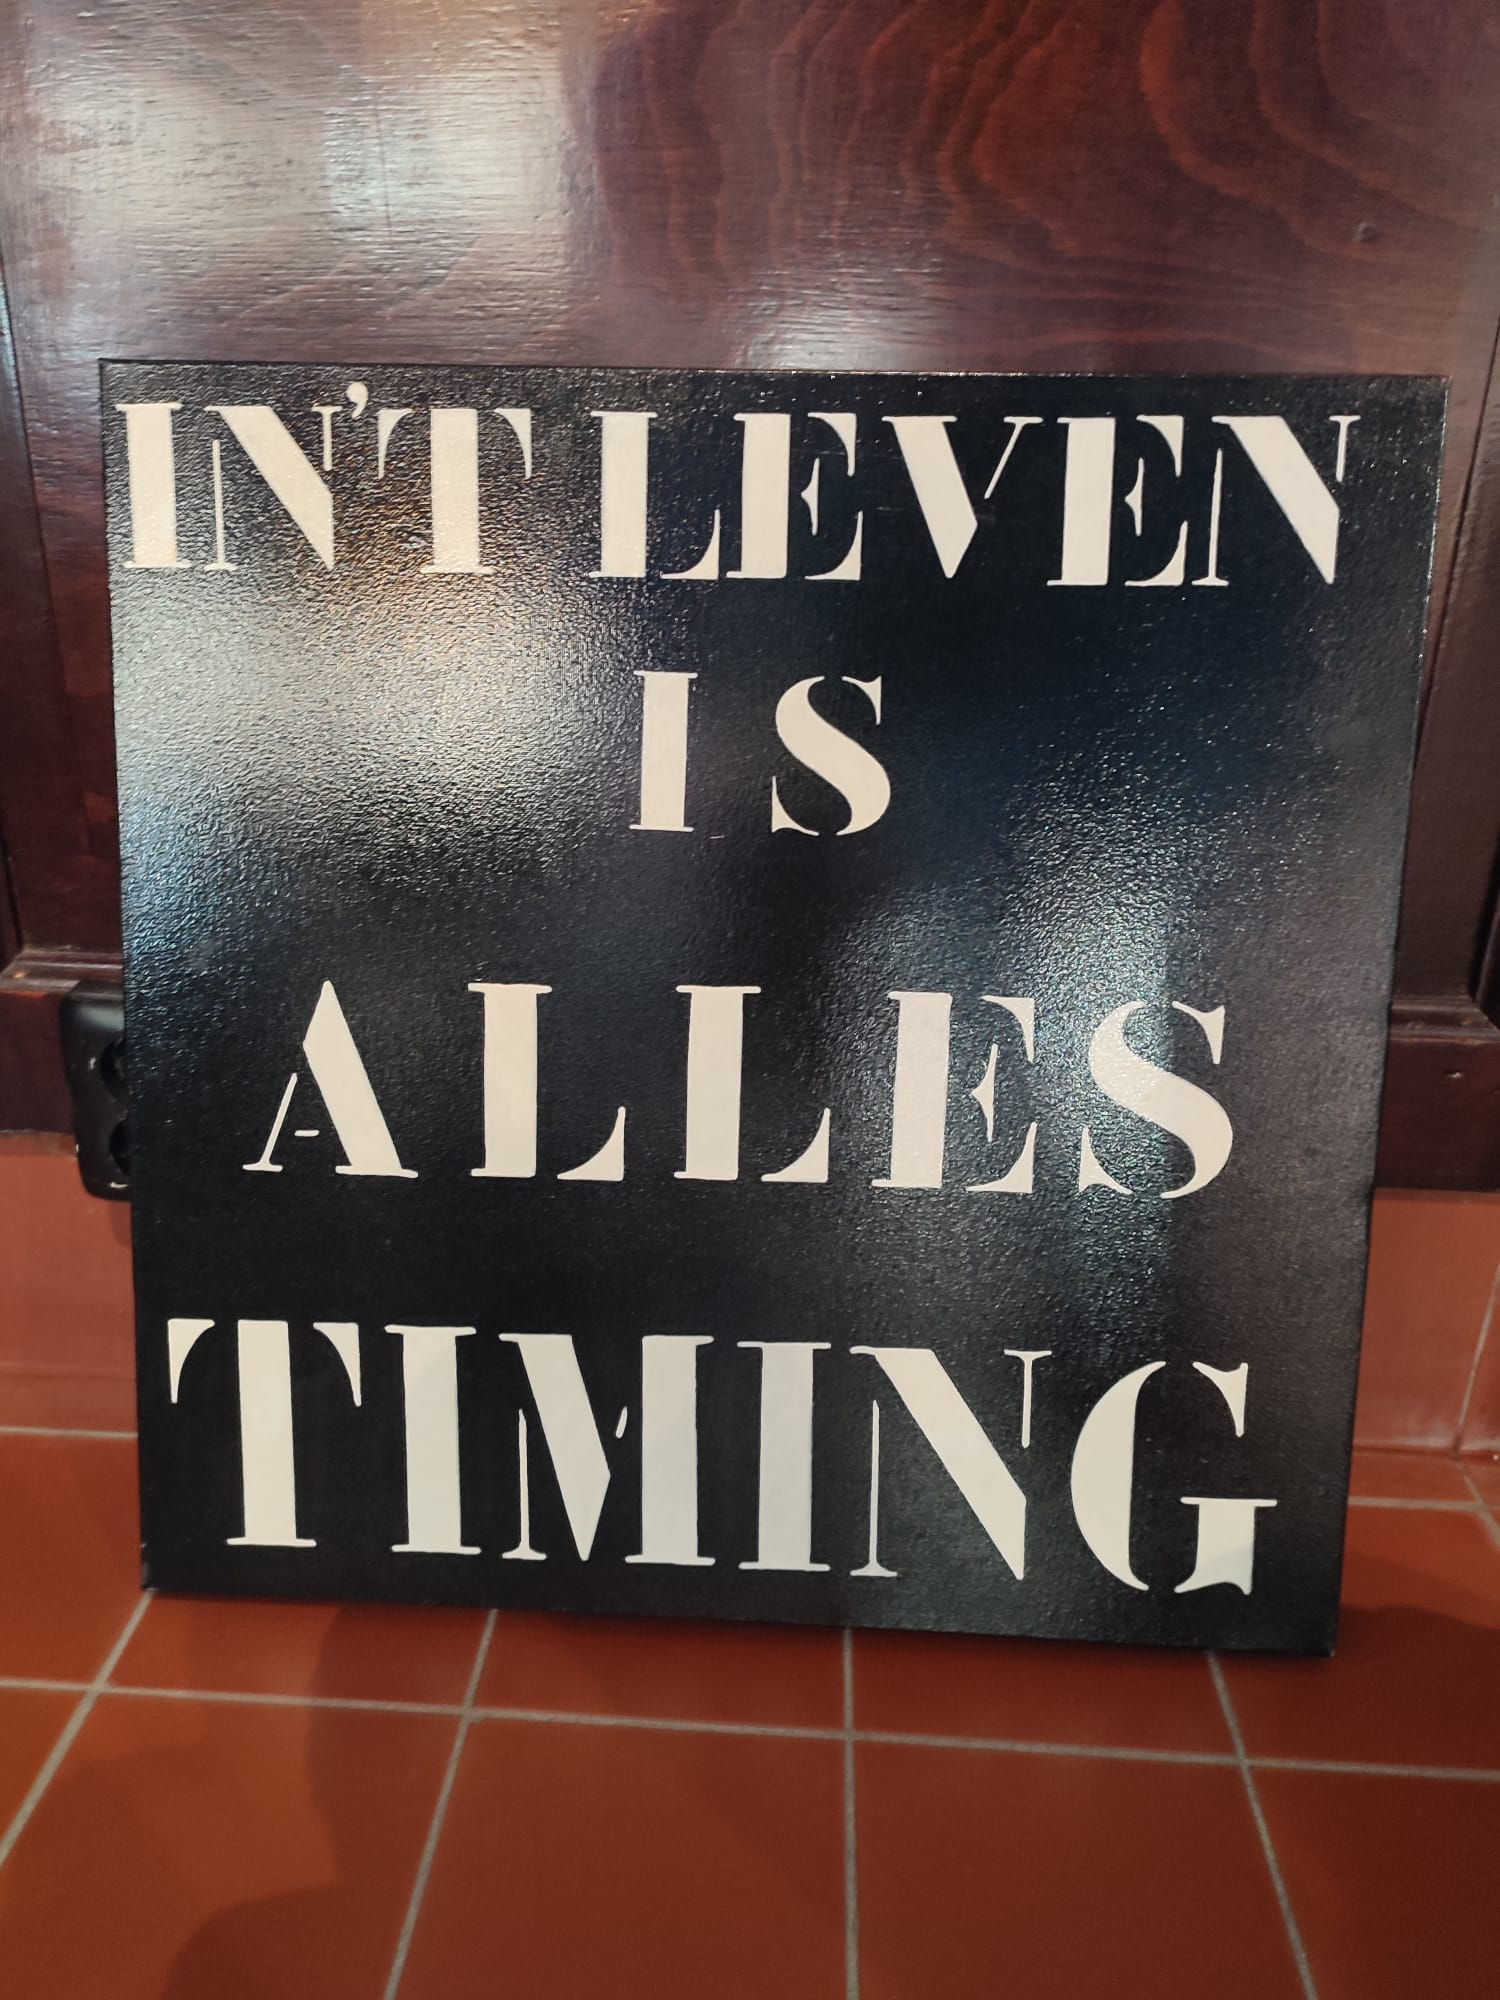 IN'T LEVEN
IS
ALLES
TIMING